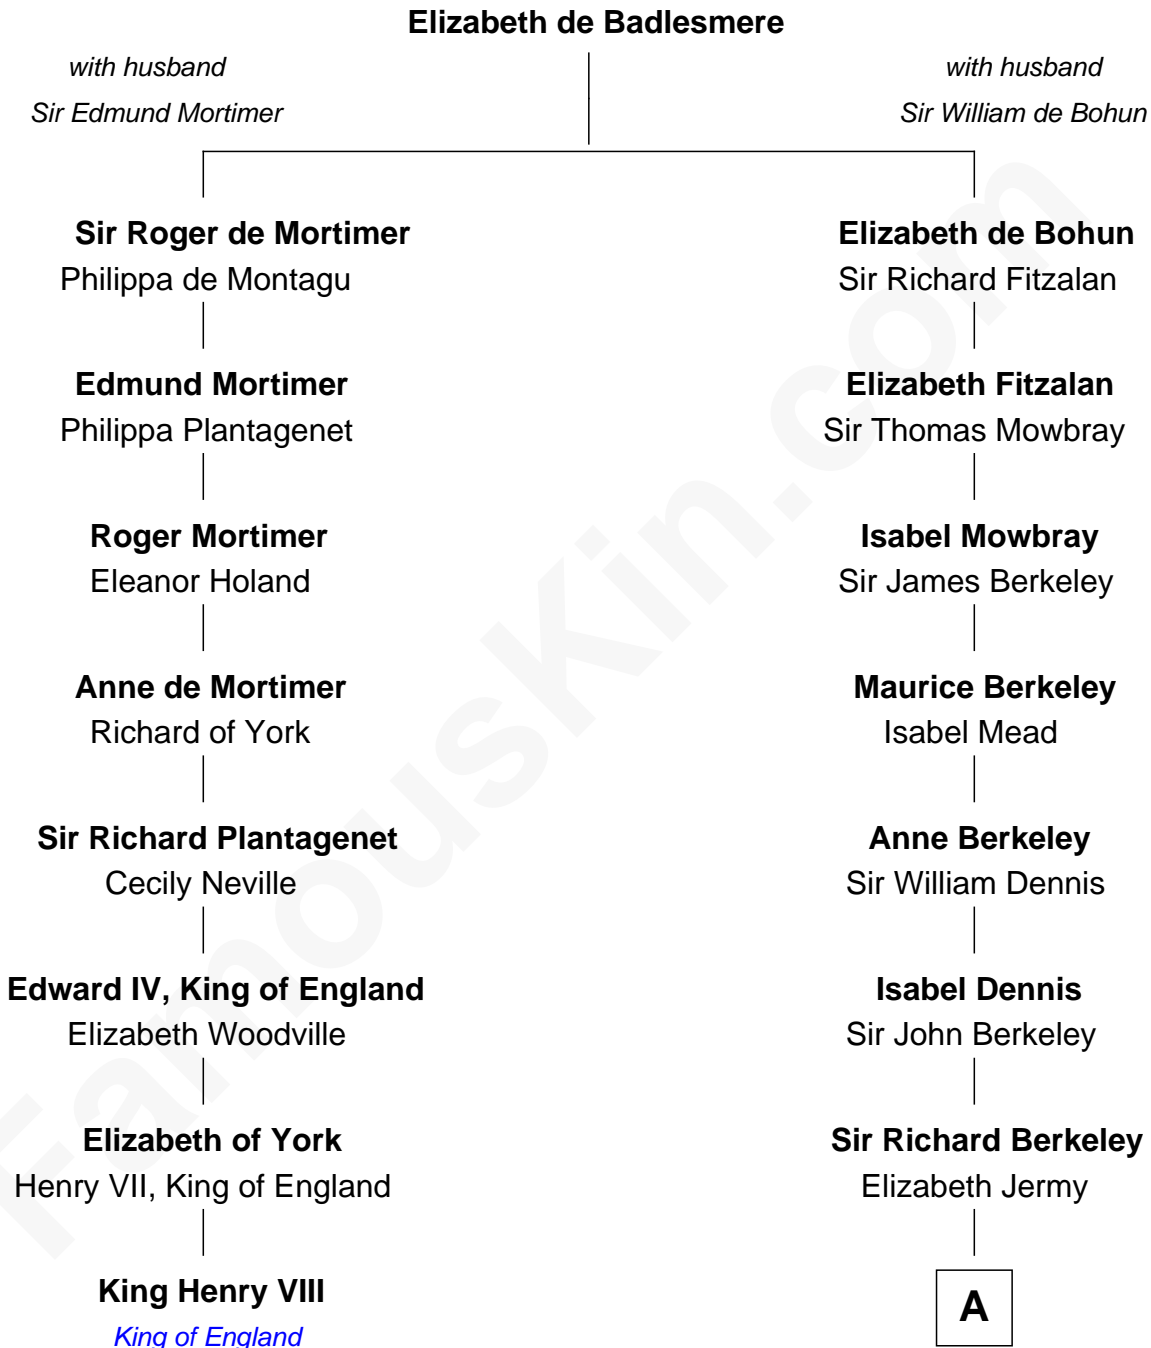 Elizabeth de Badlesmere
with husband
Sir Edmund Mortimer
with husband
Sir William de Bohun
Sir Roger de Mortimer
Philippa de Montagu
Elizabeth de Bohun
Sir Richard Fitzalan
Edmund Mortimer
Philippa Plantagenet
Elizabeth Fitzalan
Sir Thomas Mowbray
Roger Mortimer
Eleanor Holand
Isabel Mowbray
Sir James Berkeley
Anne de Mortimer
Richard of York
Maurice Berkeley
Isabel Mead
Sir Richard Plantagenet
Cecily Neville
Anne Berkeley
Sir William Dennis
Edward IV, King of England
Elizabeth Woodville
Isabel Dennis
Sir John Berkeley
Elizabeth of York
Henry VII, King of England
Sir Richard Berkeley
Elizabeth Jermy
King Henry VIII
King of England
A
FamousKin.com